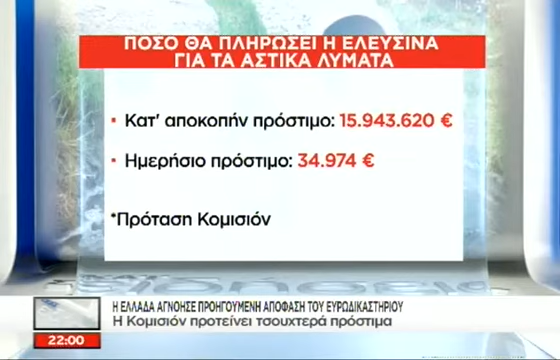 ΠΟΣΟ ΘΑ ΠΛΗΡΩΣΕΙ Η ΕΛΕΥΣΙΝΑ
ΓΙΑ ΤΑ ΑΣΤΙΚΑ ΛΥΜΑΤΑ
• Κατ' αποκοπήν πρόστιμο: 15.943.620 €
• Ημερήσιο πρόστιμο: 34.974 €
*Πρόταση Κομισιόν
Η ΕΛΛΑΔΑ ΑΓΝΟΗΣΕ ΠΡΟΗΓΟΥΜΕΝΗ ΑΠΟΦΑΣΗ ΤΟΥ ΕΥΡΩΔΙΚΑΣΤΗΡΙΟΥ
Η Κομισιόν προτείνει τσουχτερά πρόστιμα
22:00